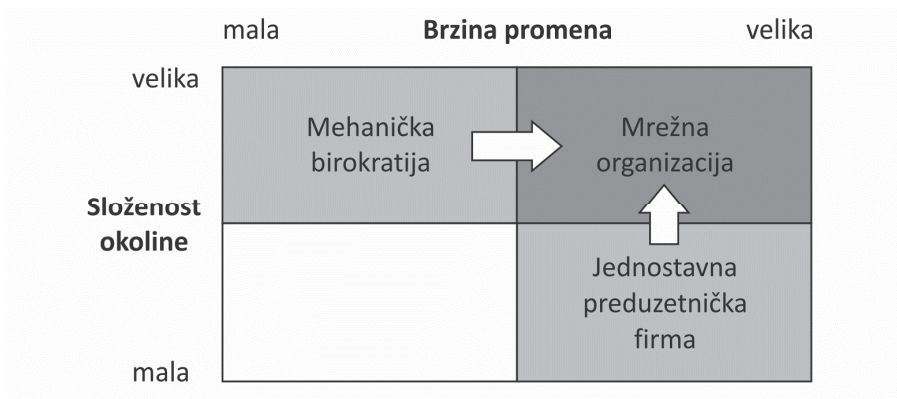 mala Brzina promena velika
velika
Mehanička
birokratija
Mrežna
organizacija
Složenost
okoline
Jednostavna
preduzetnička
firma
mala